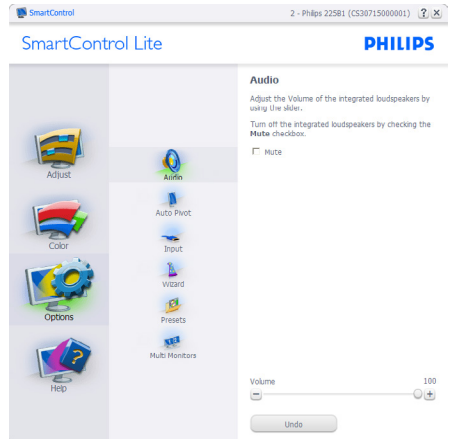 SmartControl
2 - Philips 225B1 (CS30715000001)
SmartControl Lite
PHILIPS
Adjust
Color
Options
Help
Audio
Auto Pivot
Input
Wizard
Presets
Multi Monitors
Audio
Adjust the Volume of the integrated loudspeakers by
using the slider.
Turn off the integrated loudspeakers by checking the
Mute checkbox.
Mute
Volume 100
Undo